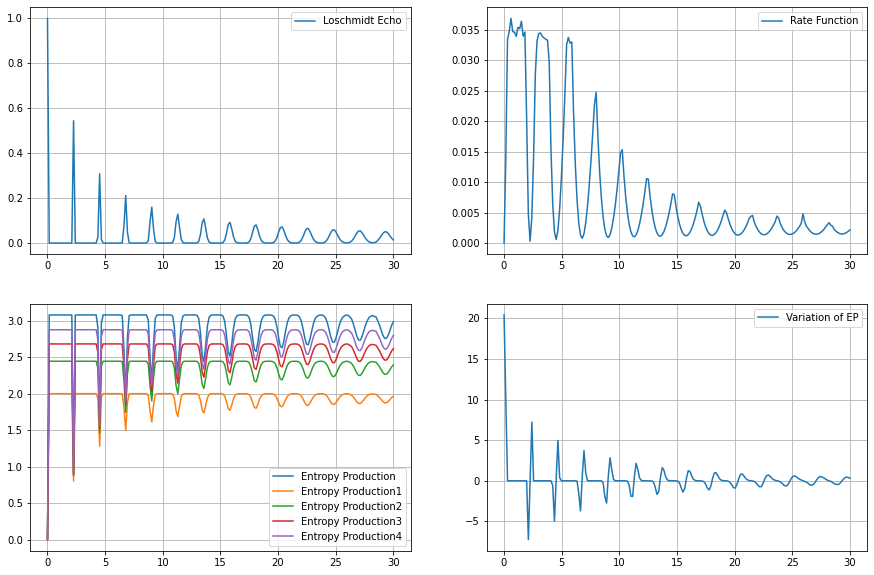 Loschmidt Echo
1.0
0.8
0.6
0.4
0.2
0.0
0 5 10 15 20 25 30
Rate Function
0.035
0.030
0.025
0.020
0.015
0.010
0.005
0.000
0 5 10 15 20 25 30
3.0
2.5
2.0
1.5
1.0
0.5
0.0
Entropy Production
Entropy Production1
Entropy Production2
Entropy Production3
Entropy Production4
0 5 10 15 20 25 30
Variation of EP
20
15
10
5
0
−5
0 5 10 15 20 25 30